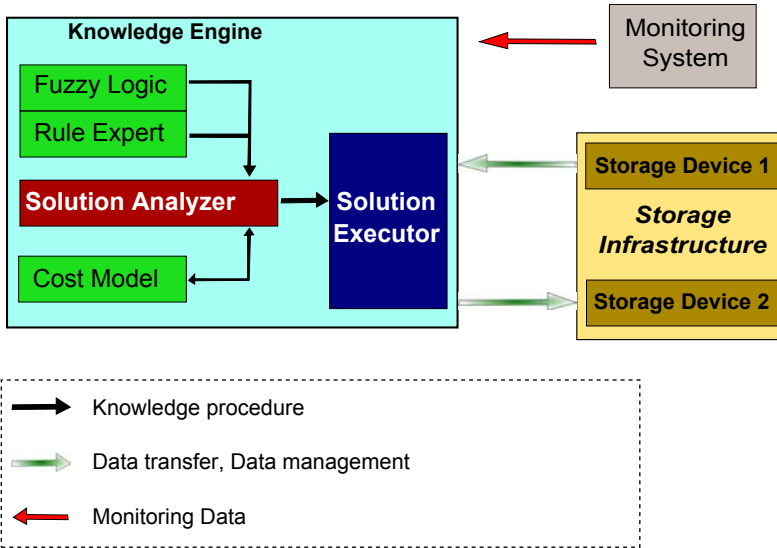 Knowledge Engine
Fuzzy Logic
Rule Expert
Solution Analyzer
Cost Model
Solution
Executor
Monitoring
System
Storage Device 1
Storage
Infrastructure
Storage Device 2
Knowledge procedure
Data transfer, Data management
Monitoring Data